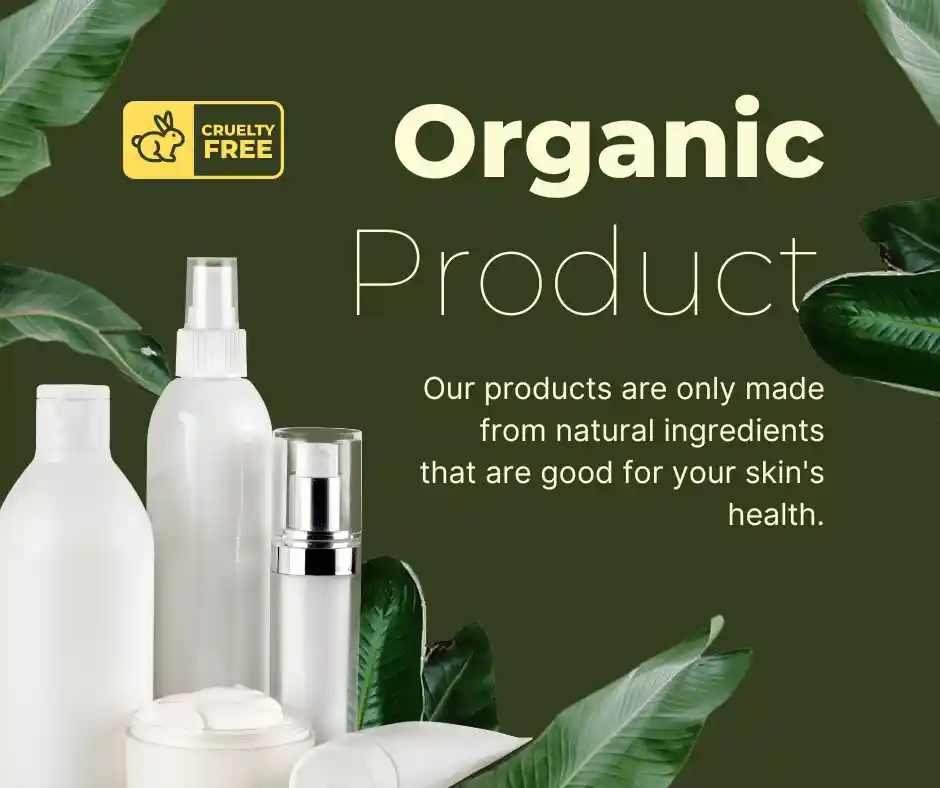 CRUELTY
FREE
Organic
Product
Our products are only made
from natural ingredients
that are good for your skin's
health.